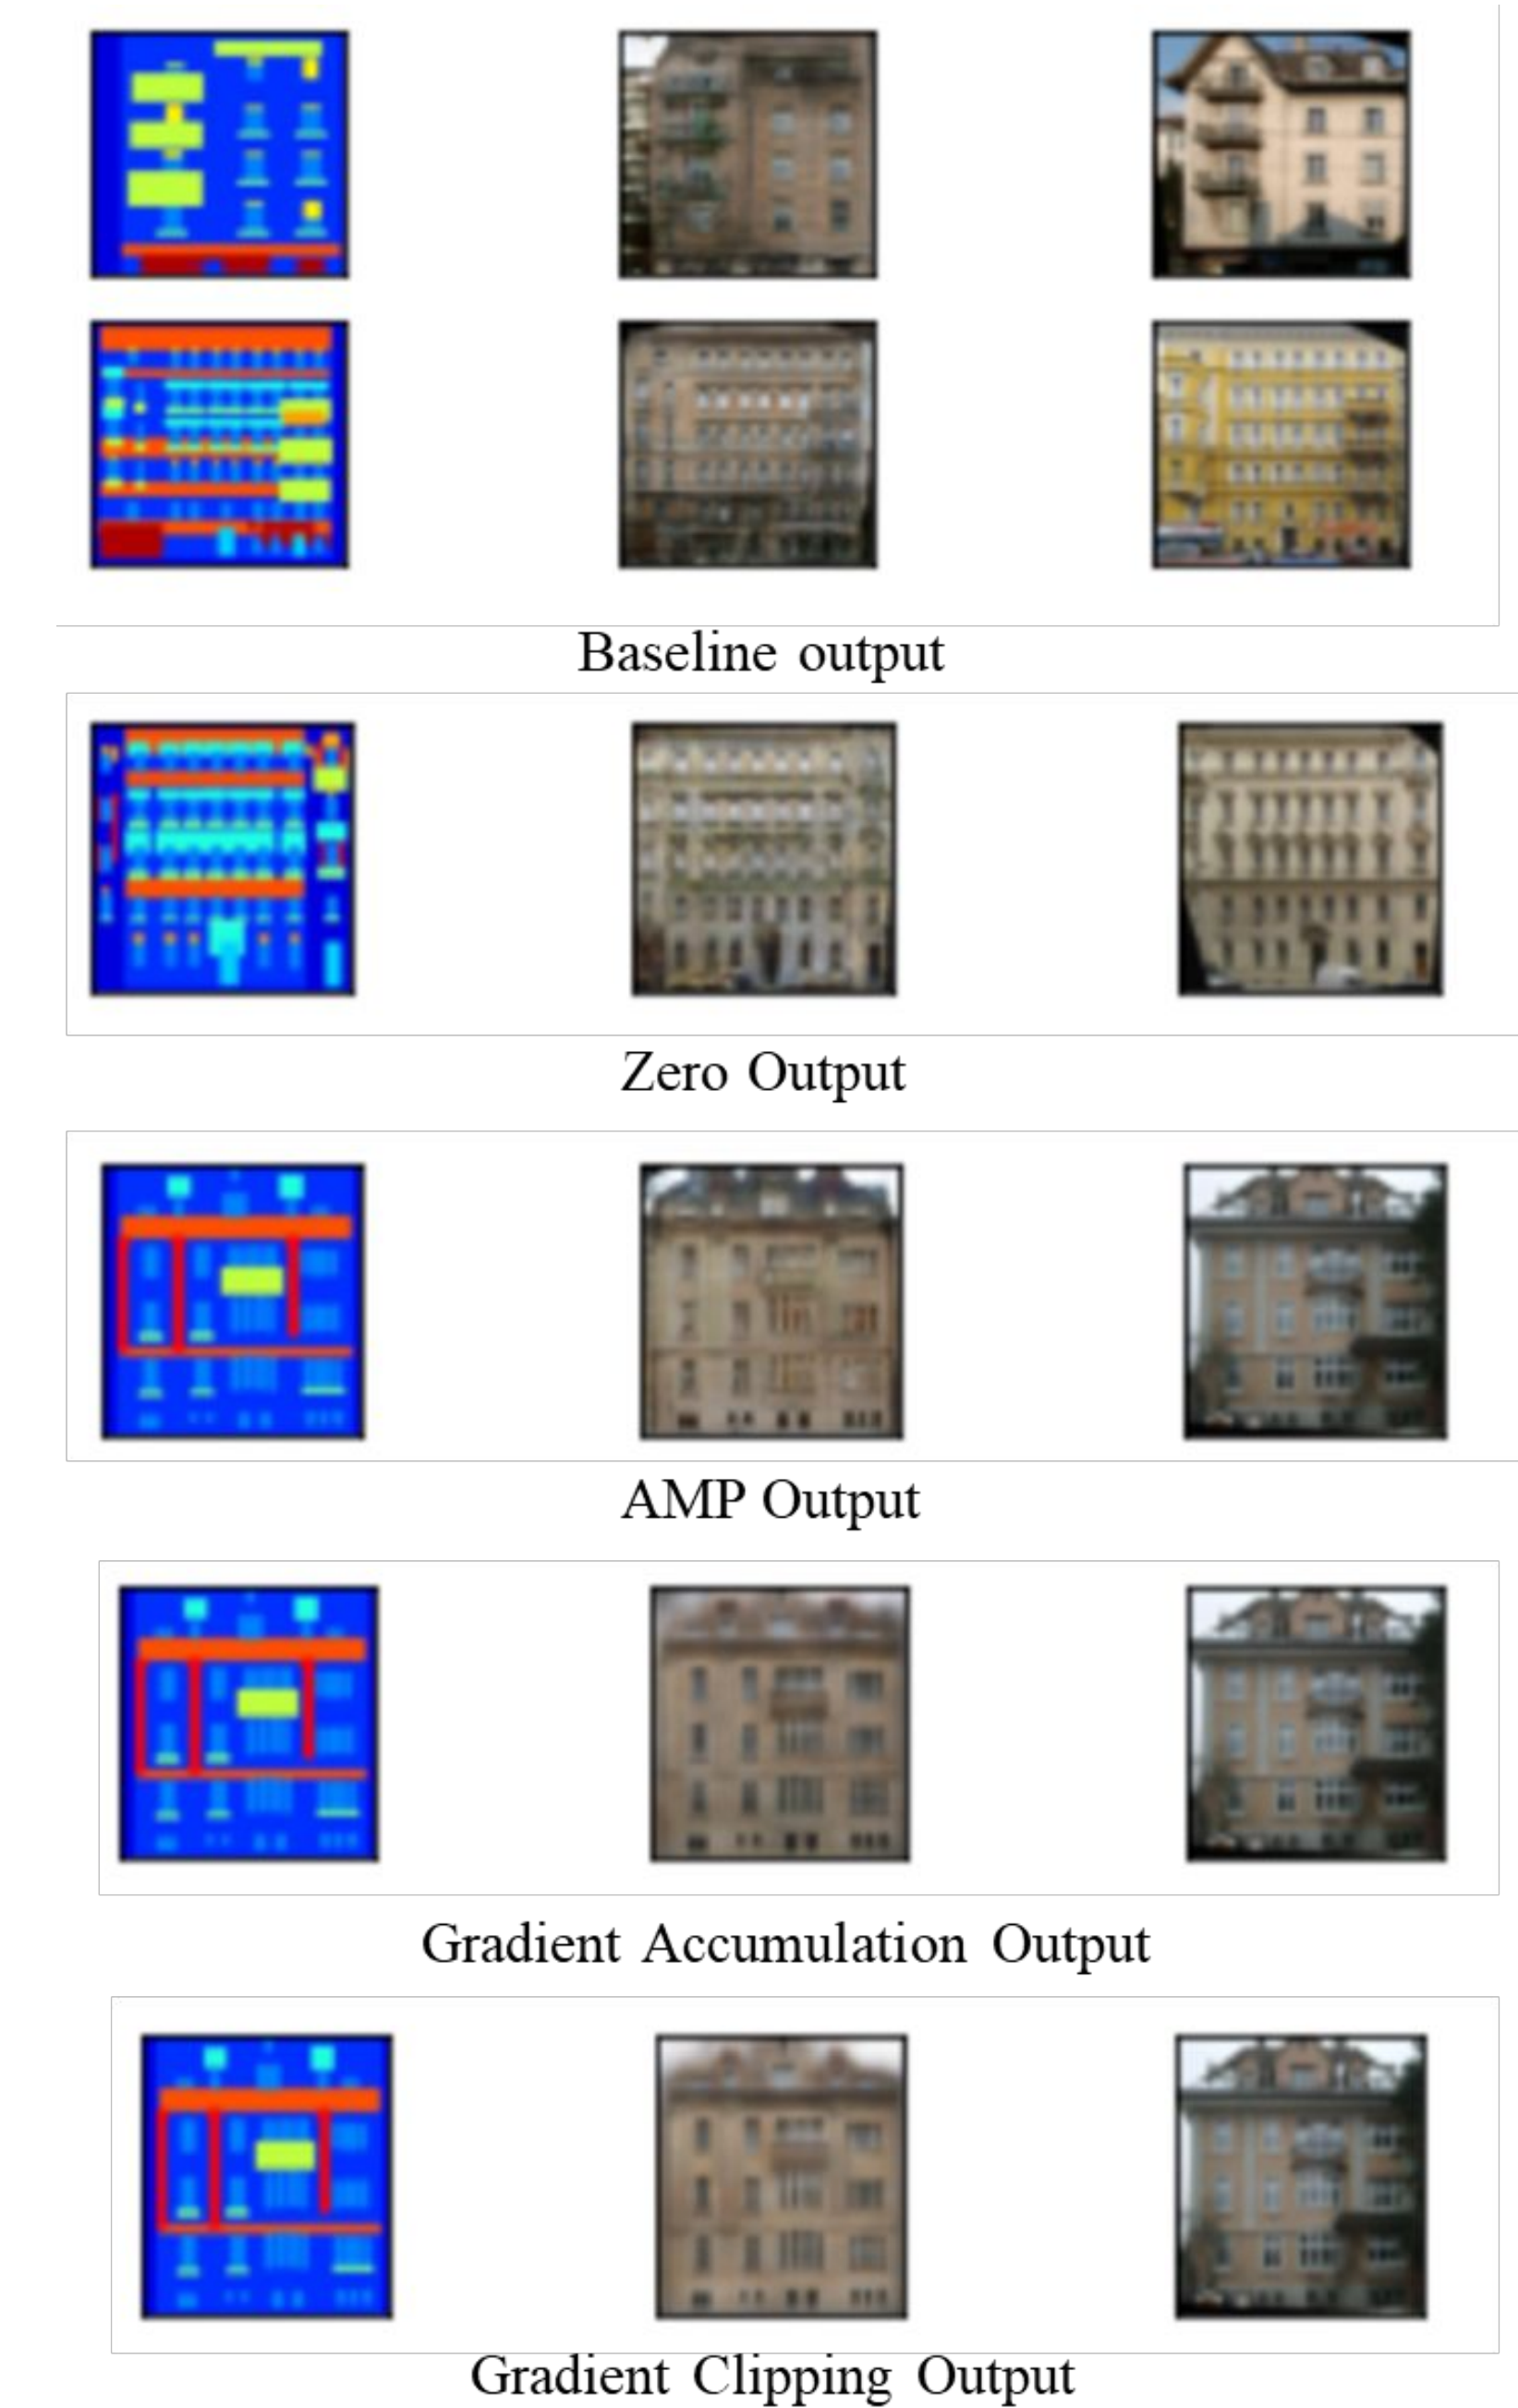 Baseline output
Zero Output
AMP Output
Gradient Accumulation Output
Gradient Clipping Output